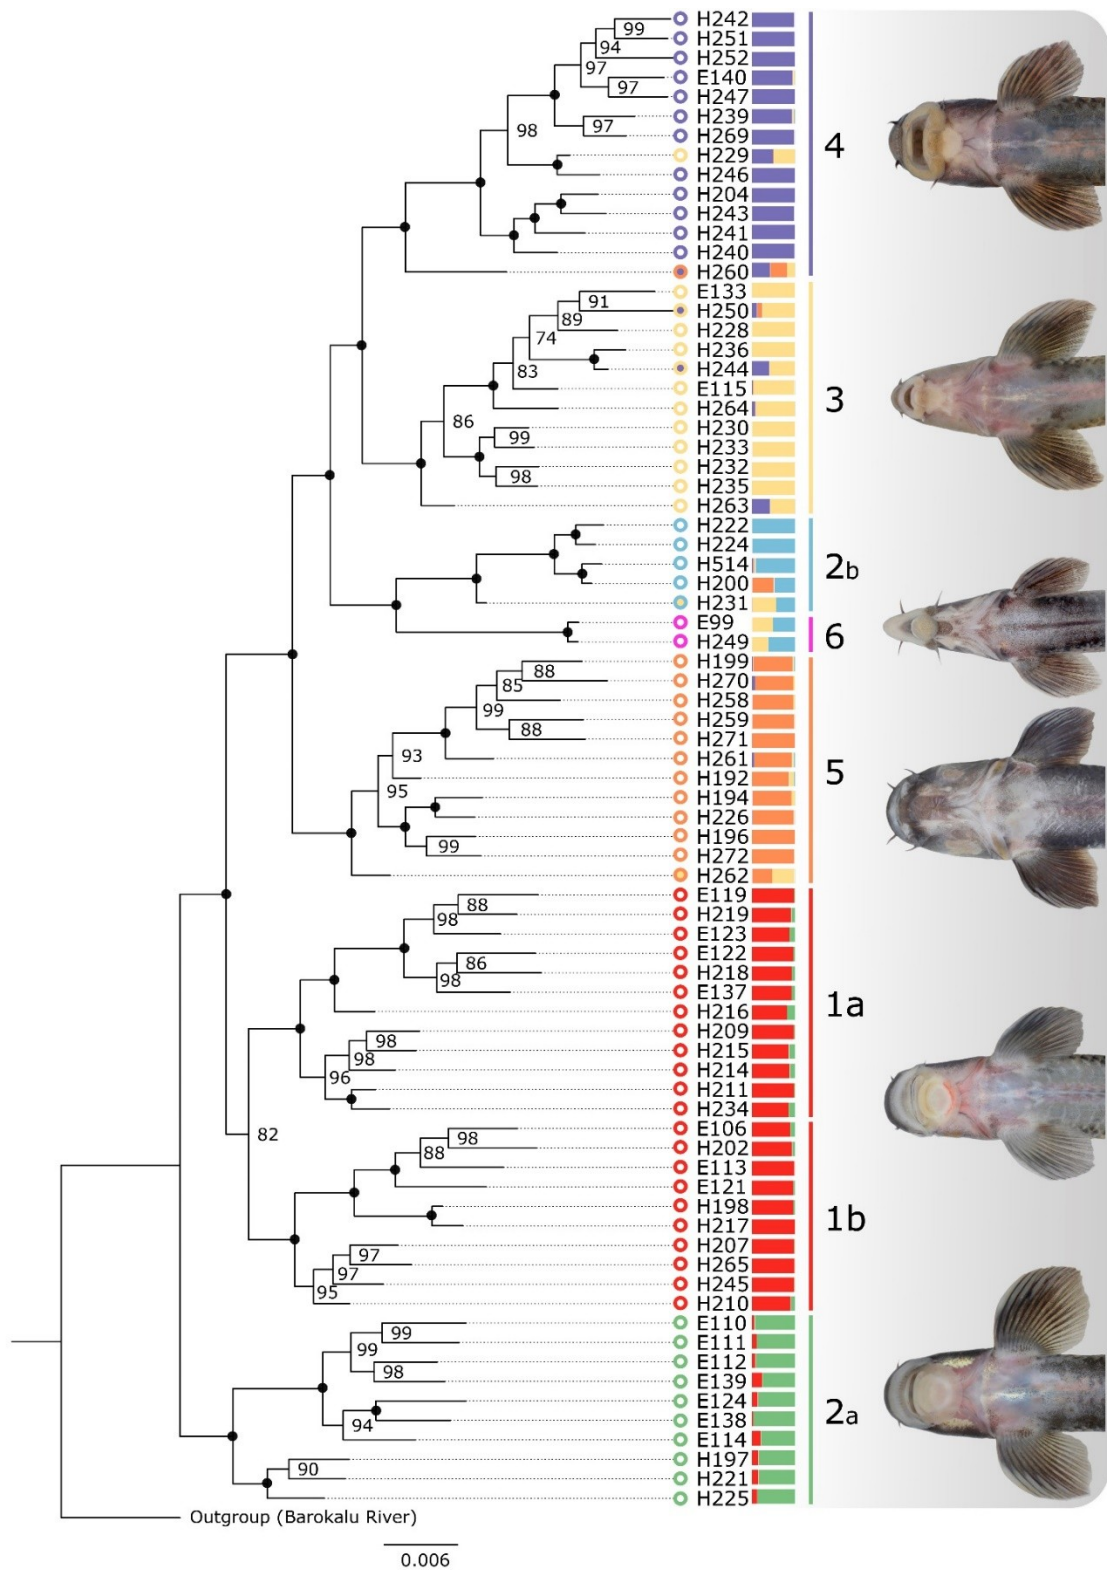 H242
99
H251
94
H252
97
E140
97
H247
H239
98
97
H269
4
H229
H246
H204
H243
H241
H240
H260
E133
91
H250
89
H228
74
H236
83
H244
E115
3
H264
86
H230
99
H233
H232
98
H235
H263
H222
H224
H514
2b
H200
H231
E99
6
H249
H199
88
H270
85
H258
99
H259
88
H271
93
H261
5
H192
95
H194
H226
H196
99
H272
H262
E119
88
H219
98
E123
E122
86
H218
98
E137
1a
H216
H209
98
H215
98
H214
96
H211
H234
82
E106
98
H202
88
E113
E121
H198
1b
H217
H207
97
H265
97
H245
95
H210
E110
99
E111
99
E112
98
E139
E124
2a
94
E138
E114
H197
90
H221
H225
Outgroup (Barokalu River)
0.006